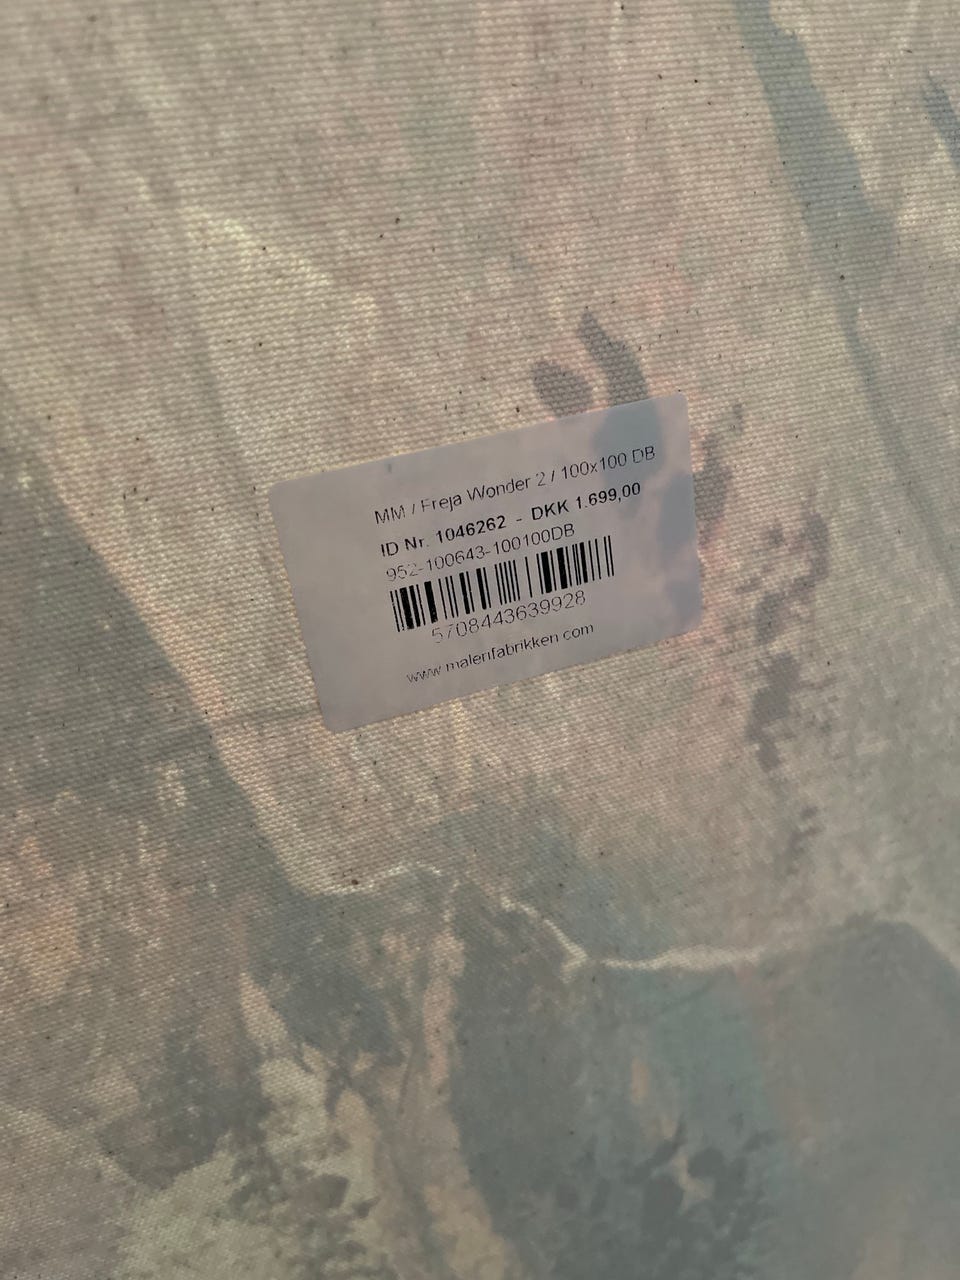 MM / Freja Wonder 2 / 100x100 DB
ID Nr. 1046262 - DKK 1.699,00
952-100643-100100DB
5708443639928
www.malerifabrikken.com